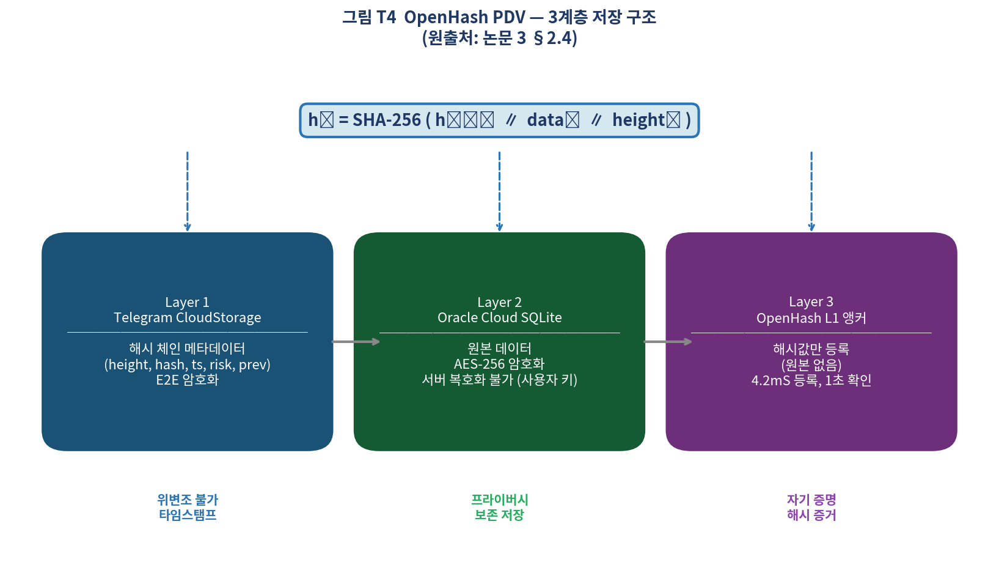 그림 T4 OpenHash PDV — 3계층 저장 구조
(원출처: 논문 3 §2.4)
h□ = SHA-256 ( h□□□ ∥ data□ ∥ height□ )
Layer 1
Telegram CloudStorage
해시 체인 메타데이터
(height, hash, ts, risk, prev)
E2E 암호화
Layer 2
Oracle Cloud SQLite
원본 데이터
AES-256 암호화
서버 복호화 불가 (사용자 키)
Layer 3
OpenHash L1 앵커
해시값만 등록
(원본 없음)
4.2mS 등록, 1초 확인
위변조 불가
타임스탬프
프라이버시
보존 저장
자기 증명
해시 증거